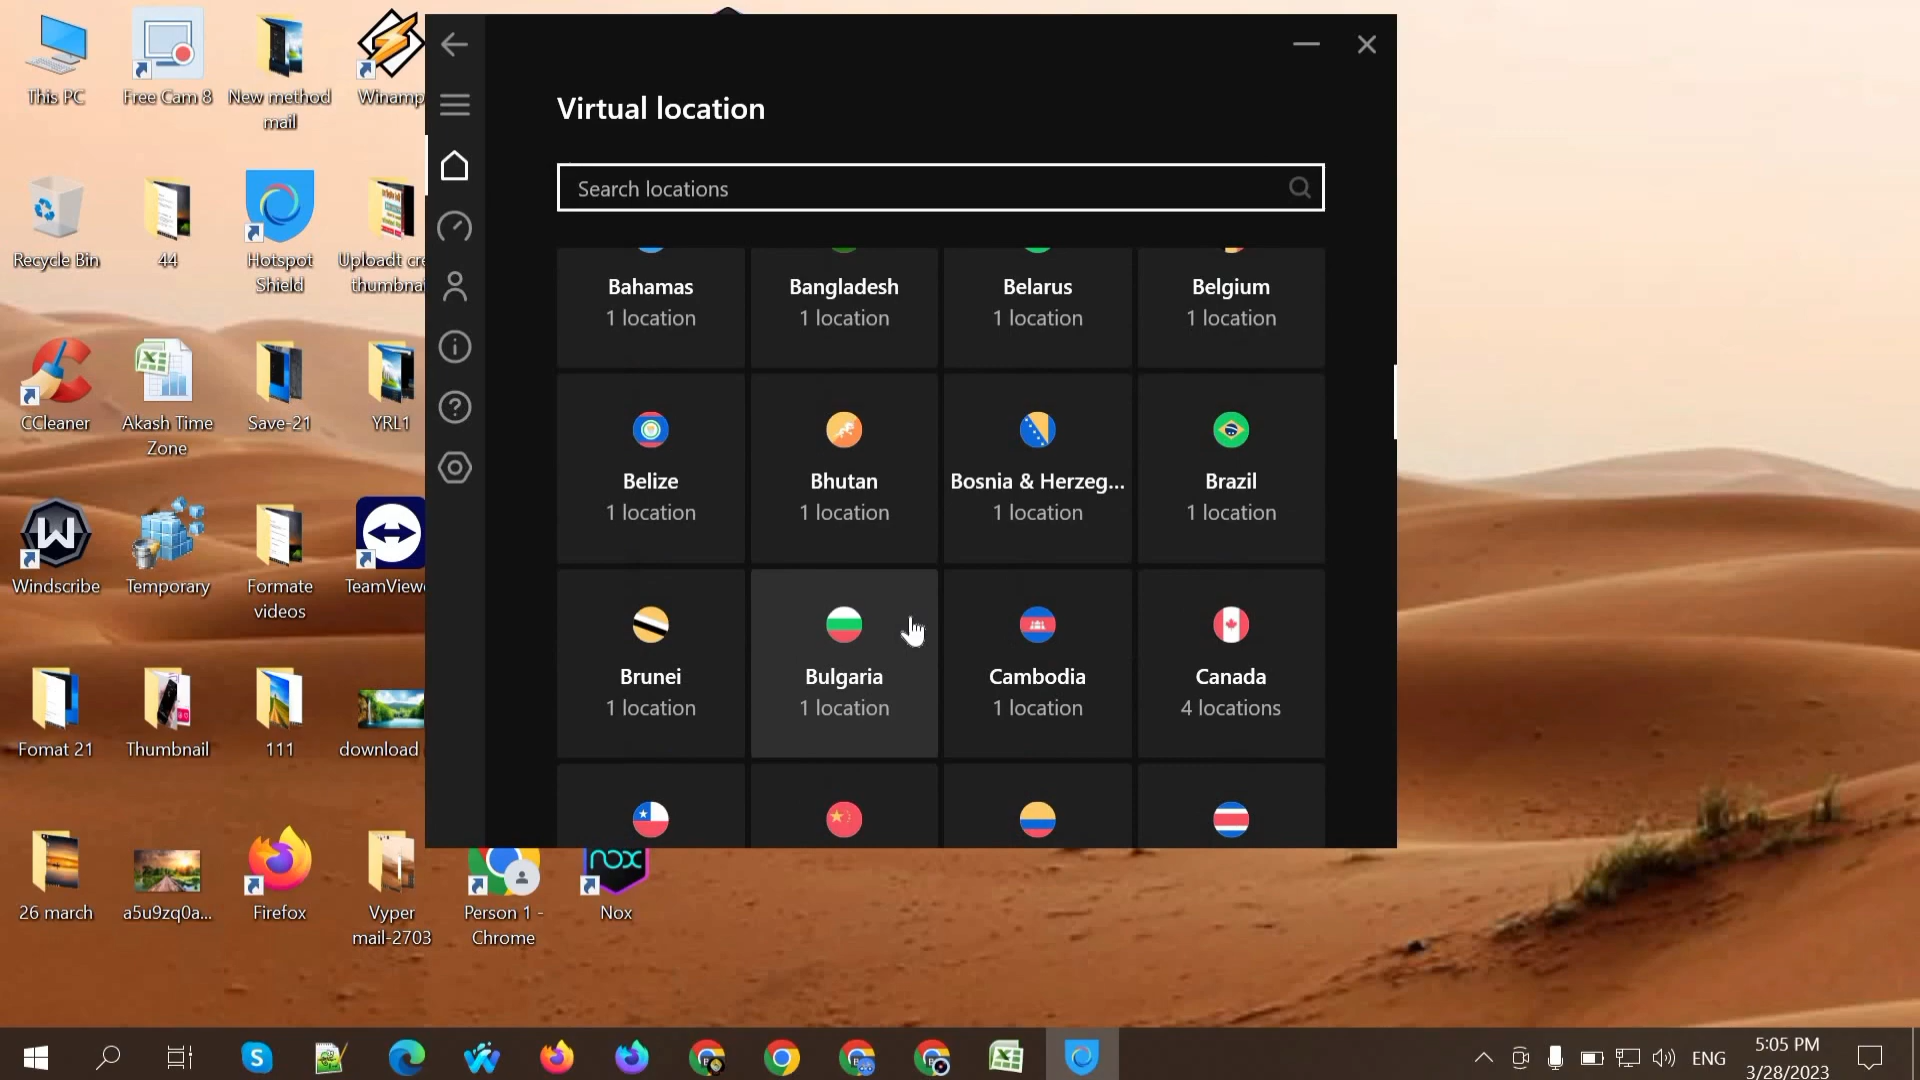 This PC
Free Cam 8
New method
mail
Winamp
Recycle Bin
44
Hotspot
Shield
Uploadt cre
thumbna
CCleaner
Akash Time
Zone
Save-21
YRL1
Windscribe
Temporary
Formate
videos
TeamView
Fomat 21
Thumbnail
111
download
26 march
a5u9zq0a...
Firefox
Vyper
mail-2703
Person 1 -
Chrome
nox
Nox
Virtual location
Search locations
Bahamas
1 location
Bangladesh
1 location
Belarus
1 location
Belgium
1 location
Belize
1 location
Bhutan
1 location
Bosnia & Herzeg...
1 location
Brazil
1 location
Brunei
1 location
Bulgaria
1 location
Cambodia
1 location
Canada
4 locations
ENG
5:05 PM
3/28/2023